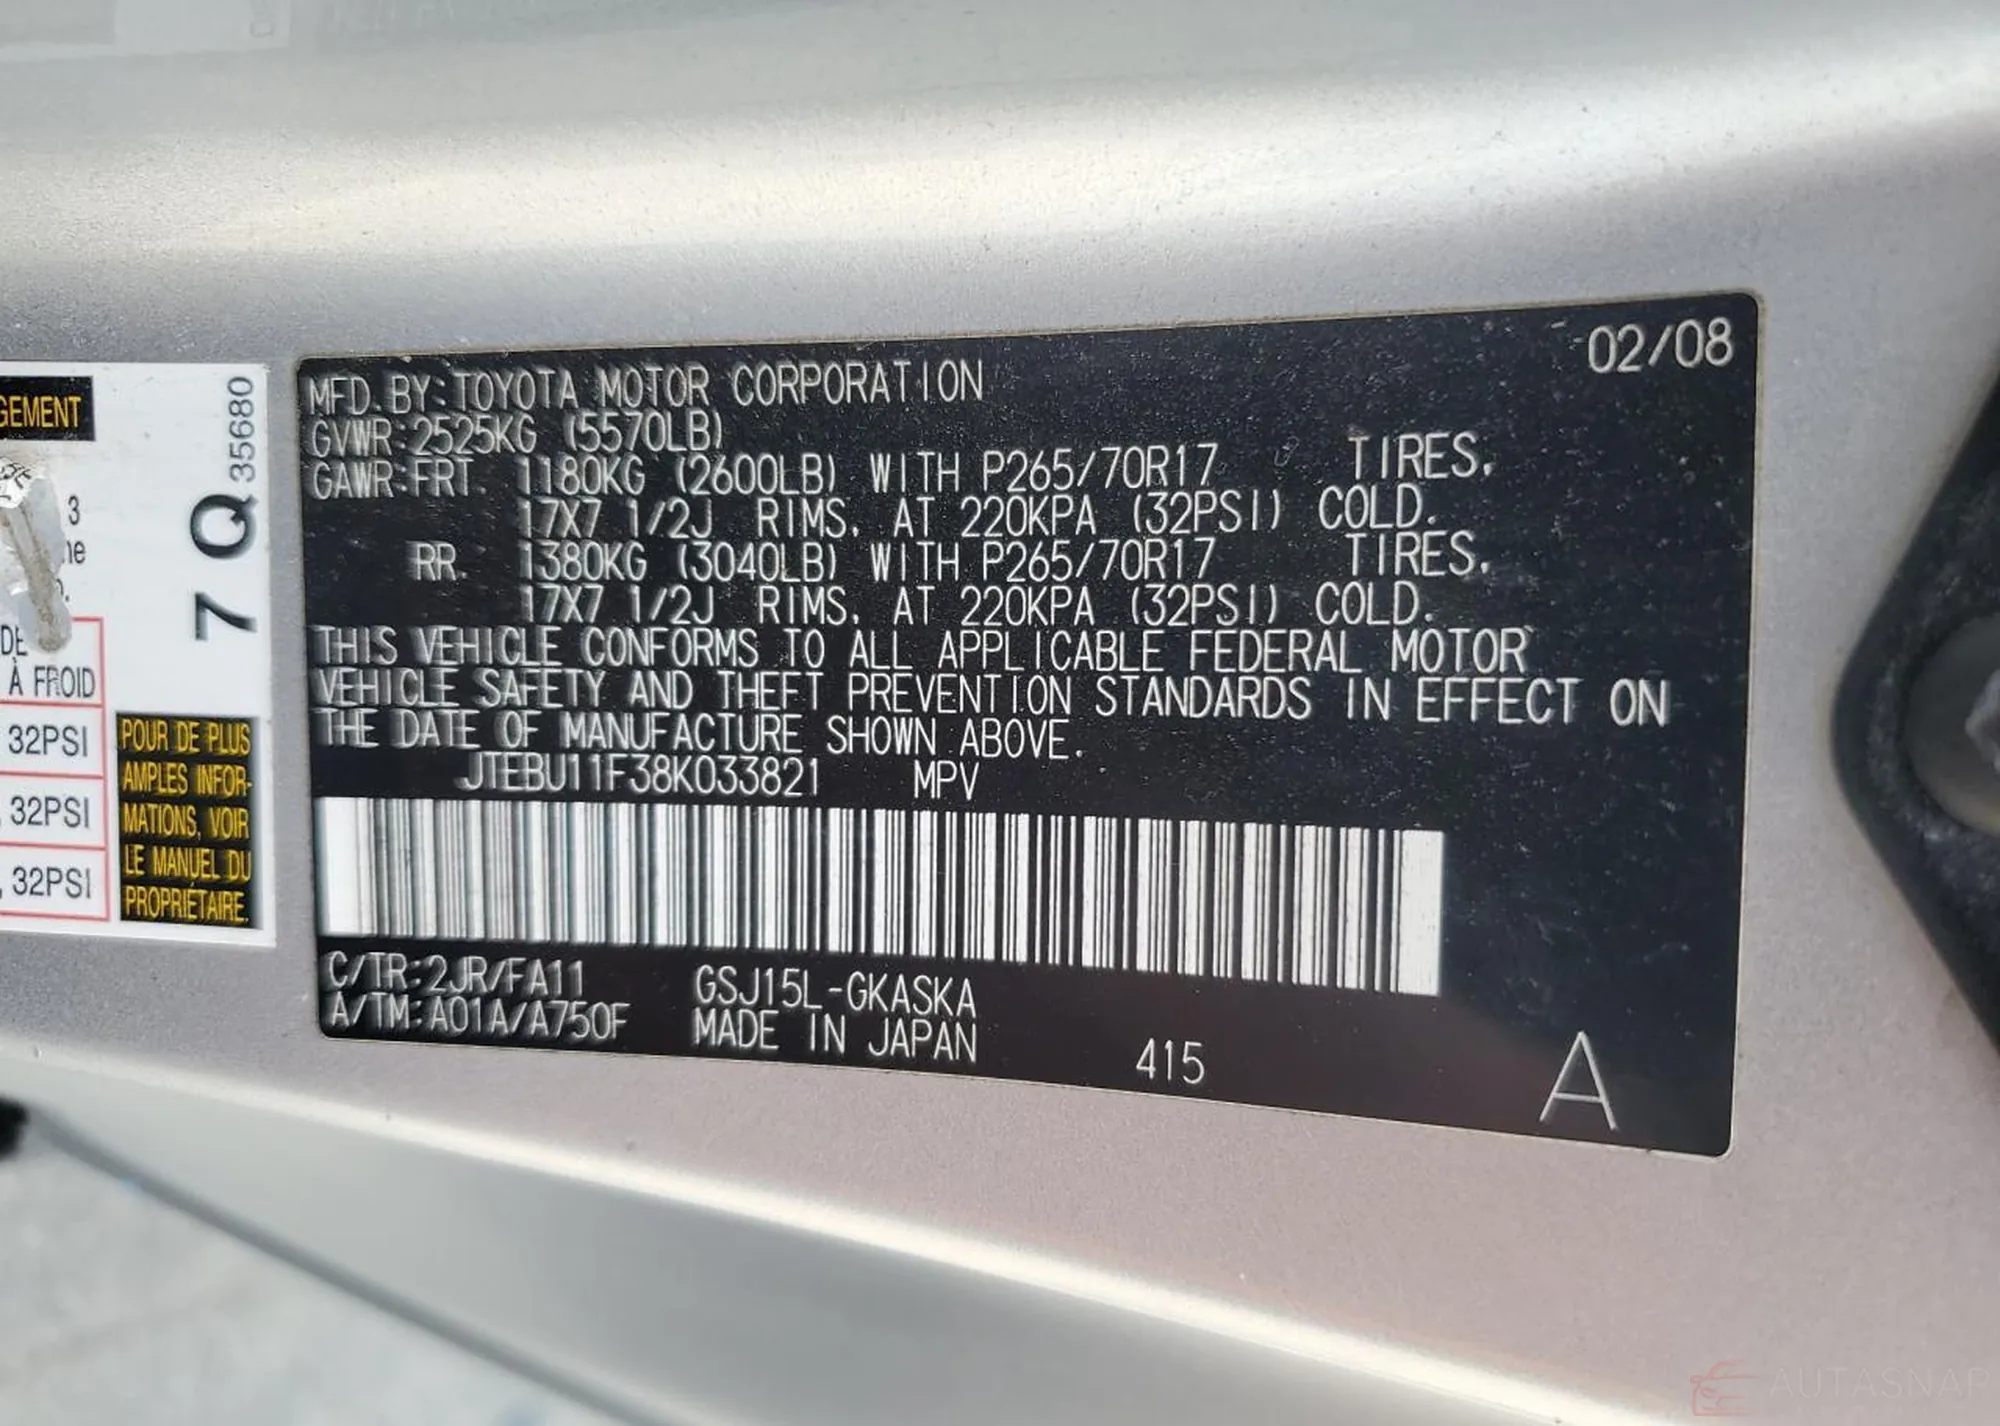 GEMENT
3
ne
DE
À FROID
32PSI
, 32PSI
, 32PSI
7 Q 35680
POUR DE PLUS
AMPLES INFOR-
MATIONS, VOIR
LE MANUEL DU
PROPRIÉTAIRE.
02/08
MFD. BY: TOYOTA MOTOR CORPORATION
GVWR: 2525KG (5570LB)
GAWR: FRT. 1180KG (2600LB) WITH P265/70R17 TIRES.
17X7 1/2J RIMS. AT 220KPA (32PSI) COLD.
RR. 1380KG (3040LB) WITH P265/70R17 TIRES.
17X7 1/2J RIMS. AT 220KPA (32PSI) COLD.
THIS VEHICLE CONFORMS TO ALL APPLICABLE FEDERAL MOTOR
VEHICLE SAFETY AND THEFT PREVENTION STANDARDS IN EFFECT ON
THE DATE OF MANUFACTURE SHOWN ABOVE.
JTEBU11F38K033821 MPV
C/TR: 2JR/FA11 GSJ15L-GKASKA
A/TM: A01A/A750F MADE IN JAPAN
415
A
AUTASNAP